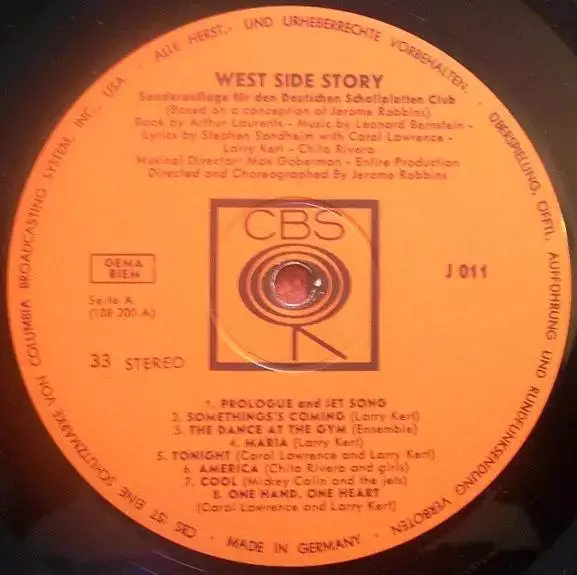 CBS IST EINE SCHUTZMARKE VON COLUMBIA BROADCASTING SYSTEM, INC., USA · ALLE HERST.- UND URHEBERRECHTE VORBEHALTEN. · ÜBERSPIELUNG, ÖFFTL. AUFFÜHRUNG UND RUNDFUNKSENDUNG VERBOTEN
WEST SIDE STORY
Sonderauflage für den Deutschen Schallplatten Club
(Based on a conception of Jerome Robbins)
Book by Arthur Laurents - Music by Leonard Bernstein -
Lyrics by Stephen Sondheim with Carol Lawrence -
Larry Kert - Chita Rivera
Musical Director: Max Goberman - Entire Production
Directed and Choreographed By Jerome Robbins
CBS
GEMA
BIEM
J 011
Seite A
(108 200 A)
33 STEREO
1. PROLOGUE and JET SONG
2. SOMETHINGS'S COMING (Larry Kert)
3. THE DANCE AT THE GYM (Ensemble)
4. MARIA (Larry Kert)
5. TONIGHT (Carol Lawrence and Larry Kert)
6. AMERICA (Chita Rivera and girls)
7. COOL (Mickey Calin and the jets)
8. ONE HAND, ONE HEART
(Carol Lawrence and Larry Kert)
· MADE IN GERMANY ·